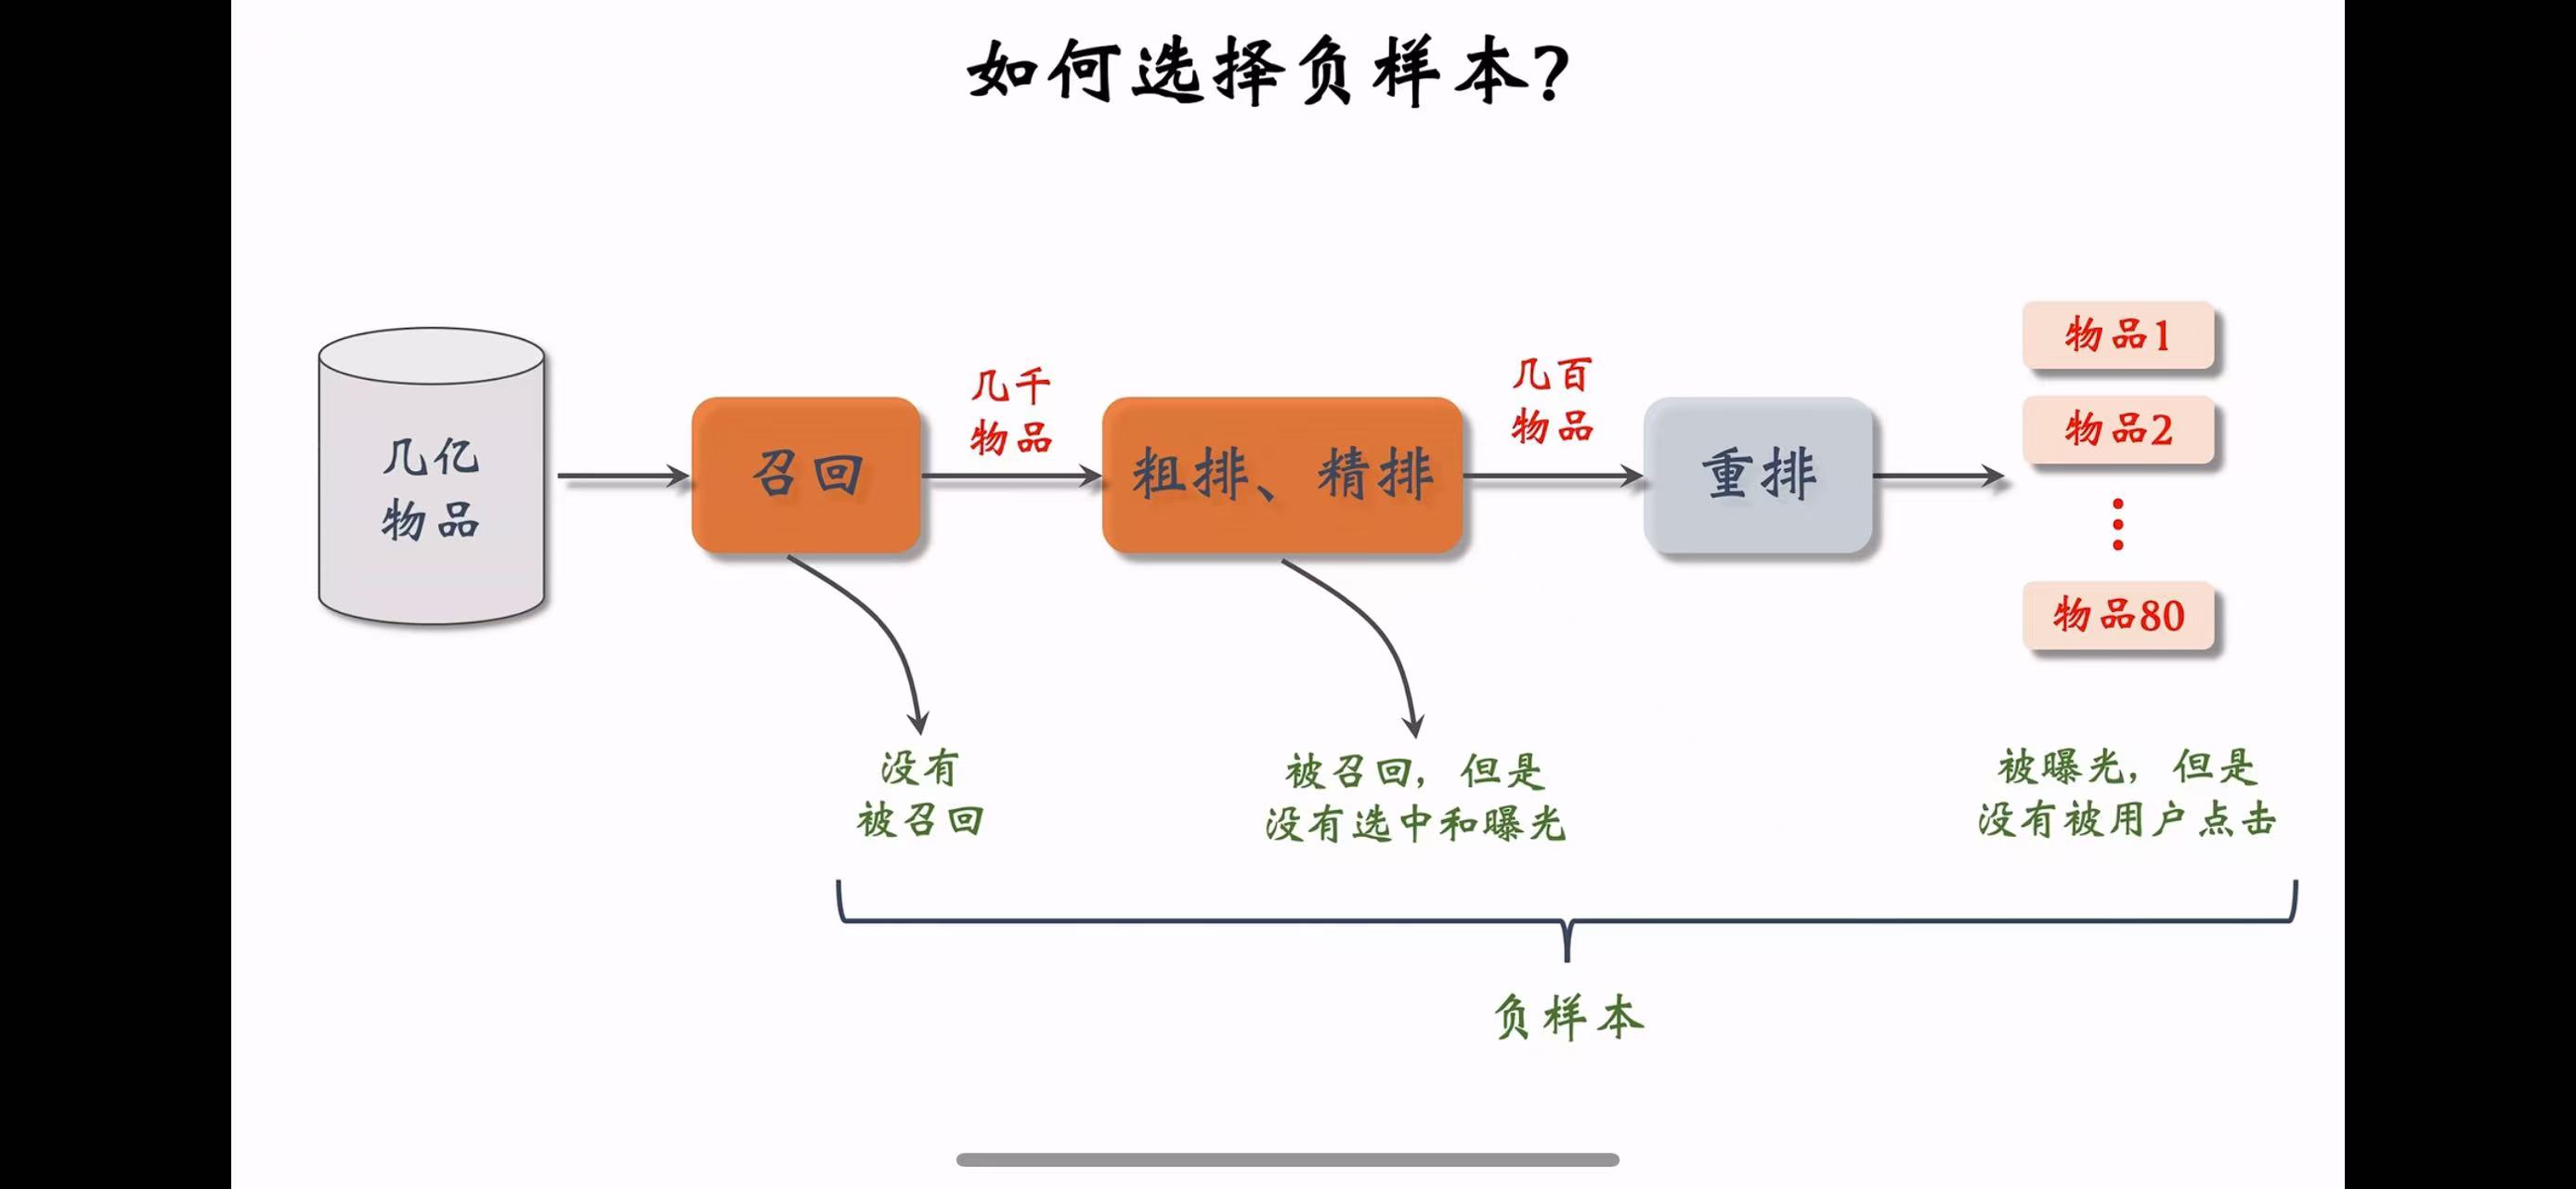 如何选择负样本?
几亿
物品
召回
几千
物品
粗排、精排
几百
物品
重排
物品1
物品2
物品80
没有
被召回
被召回，但是
没有选中和曝光
被曝光，但是
没有被用户点击
负样本